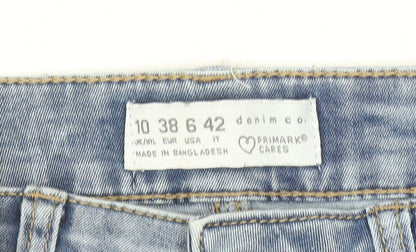 10 38 6 42 denim co.
UK/IRL EUR USA IT PRIMARK®
MADE IN BANGLADESH CARES